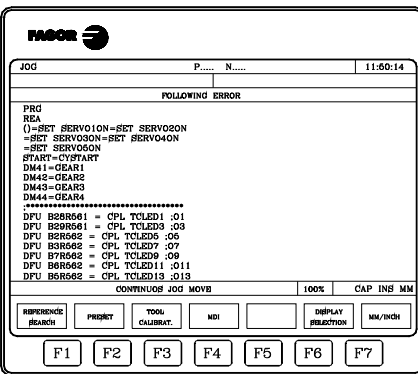 FAGOR
JOG P..... N..... 11:50:14
FOLLOWING ERROR
PRG
REA
()=SET SERVO1ON=SET SERVO2ON
=SET SERVO3ON=SET SERVO4ON
=SET SERVO5ON
START=CYSTART
DM41=GEAR1
DM42=GEAR2
DM43=GEAR3
DM44=GEAR4
;••••••••••••••••••••••••••••••
DFU B28R561 = CPL TCLED1 ;01
DFU B29R561 = CPL TCLED3 ;03
DFU B2R562 = CPL TCLED5 ;05
DFU B3R562 = CPL TCLED7 ;07
DFU B7R562 = CPL TCLED9 ;09
DFU B6R562 = CPL TCLED11 ;011
DFU B5R562 = CPL TCLED13 ;013
CONTINUOS JOG MOVE 100% CAP INS MM
REFERENCE SEARCH
PRESET
TOOL CALIBRAT.
MDI
DISPLAY SELECTION
MM/INCH
F1 F2 F3 F4 F5 F6 F7